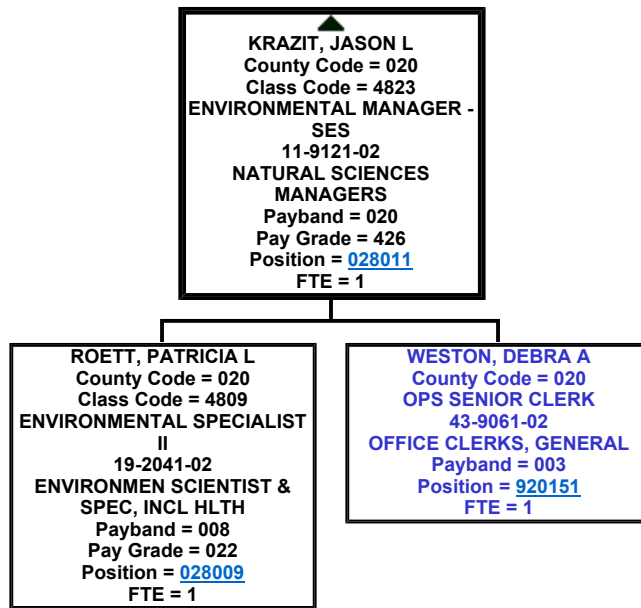 KRAZIT, JASON L
County Code = 020
Class Code = 4823
ENVIRONMENTAL MANAGER -
SES
11-9121-02
NATURAL SCIENCES
MANAGERS
Payband = 020
Pay Grade = 426
Position = 028011
FTE = 1
ROETT, PATRICIA L
County Code = 020
Class Code = 4809
ENVIRONMENTAL SPECIALIST
II
19-2041-02
ENVIRONMEN SCIENTIST &
SPEC, INCL HLTH
Payband = 008
Pay Grade = 022
Position = 028009
FTE = 1
WESTON, DEBRA A
County Code = 020
OPS SENIOR CLERK
43-9061-02
OFFICE CLERKS, GENERAL
Payband = 003
Position = 920151
FTE = 1